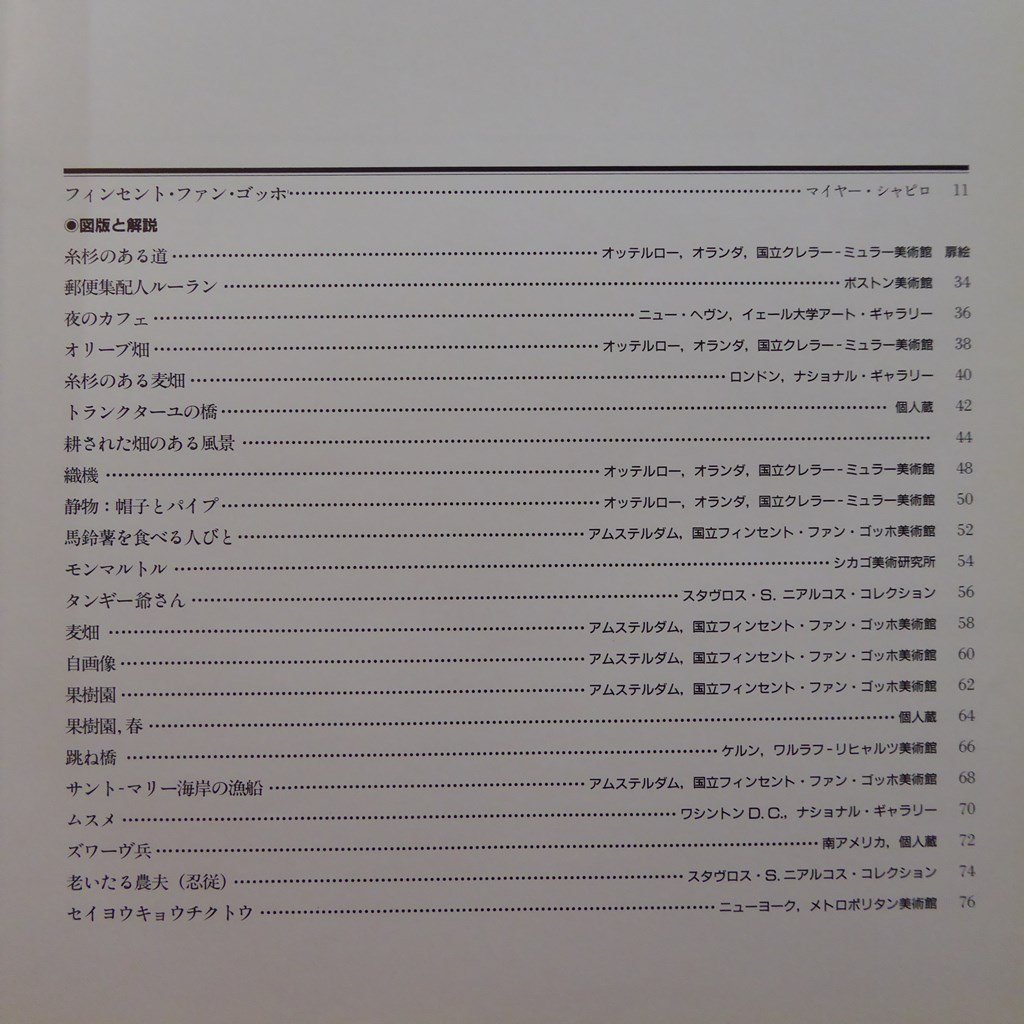 フィンセント・ファン・ゴッホ マイヤー・シャピロ 11
◉図版と解説
糸杉のある道 オッテルロー, オランダ, 国立クレラー-ミュラー美術館 扉絵
郵便集配人ルーラン ボストン美術館 34
夜のカフェ ニュー・ヘヴン, イェール大学アート・ギャラリー 36
オリーブ畑 オッテルロー, オランダ, 国立クレラー-ミュラー美術館 38
糸杉のある麦畑 ロンドン, ナショナル・ギャラリー 40
トランクターユの橋 個人蔵 42
耕された畑のある風景 44
織機 オッテルロー, オランダ, 国立クレラー-ミュラー美術館 48
静物：帽子とパイプ オッテルロー, オランダ, 国立クレラー-ミュラー美術館 50
馬鈴薯を食べる人びと アムステルダム, 国立フィンセント・ファン・ゴッホ美術館 52
モンマルトル シカゴ美術研究所 54
タンギー爺さん スタヴロス・S. ニアルコス・コレクション 56
麦畑 アムステルダム, 国立フィンセント・ファン・ゴッホ美術館 58
自画像 アムステルダム, 国立フィンセント・ファン・ゴッホ美術館 60
果樹園 アムステルダム, 国立フィンセント・ファン・ゴッホ美術館 62
果樹園, 春 個人蔵 64
跳ね橋 ケルン, ワルラフ-リヒャルツ美術館 66
サント-マリー海岸の漁船 アムステルダム, 国立フィンセント・ファン・ゴッホ美術館 68
ムスメ ワシントン D. C., ナショナル・ギャラリー 70
ズワーヴ兵 南アメリカ, 個人蔵 72
老いたる農夫（忍従） スタヴロス・S. ニアルコス・コレクション 74
セイヨウキョウチクトウ ニューヨーク, メトロポリタン美術館 76